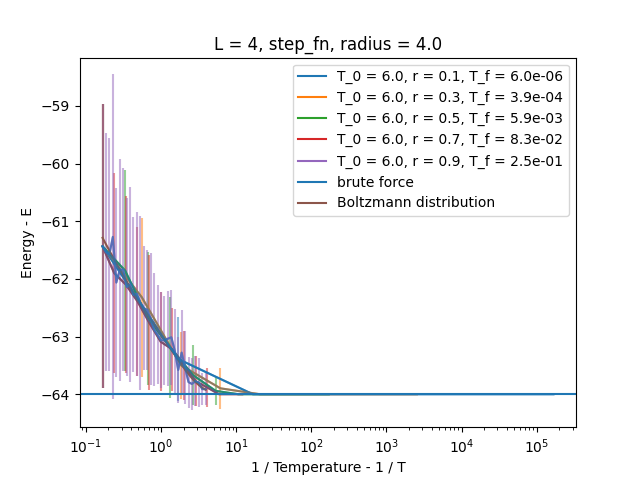 L = 4, step_fn, radius = 4.0
T_0 = 6.0, r = 0.1, T_f = 6.0e-06
T_0 = 6.0, r = 0.3, T_f = 3.9e-04
T_0 = 6.0, r = 0.5, T_f = 5.9e-03
T_0 = 6.0, r = 0.7, T_f = 8.3e-02
T_0 = 6.0, r = 0.9, T_f = 2.5e-01
brute force
Boltzmann distribution
Energy - E
−59
−60
−61
−62
−63
−64
10⁻¹ 10⁰ 10¹ 10² 10³ 10⁴ 10⁵
1 / Temperature - 1 / T